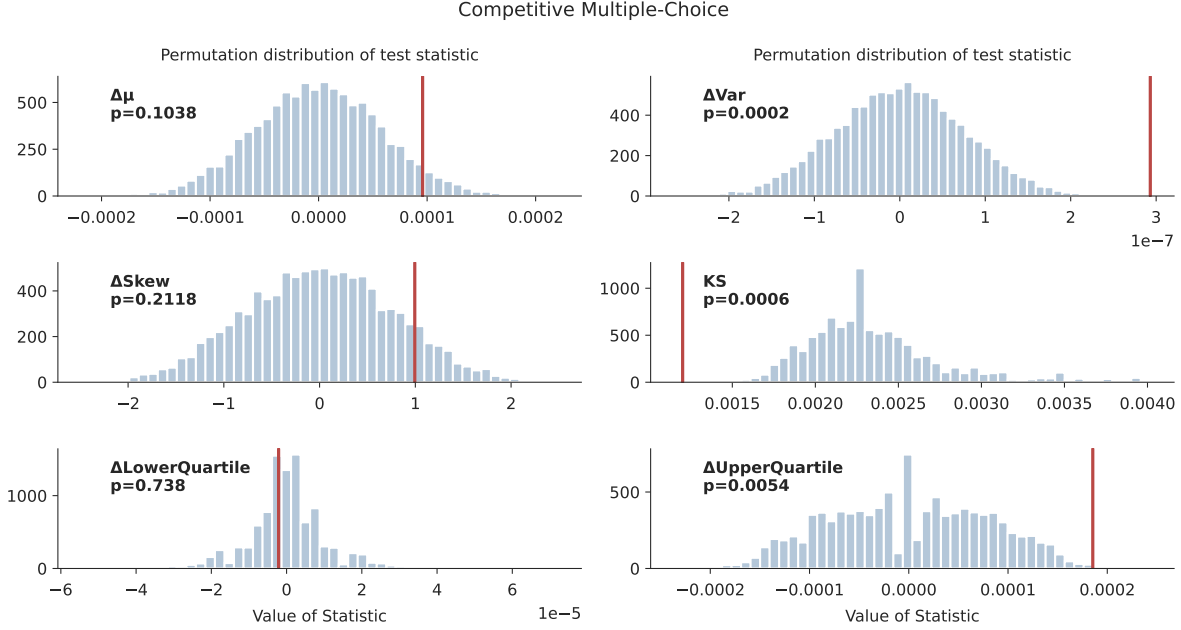 Competitive Multiple-Choice
Permutation distribution of test statistic
Permutation distribution of test statistic
Δμ
p=0.1038
500
250
0
−0.0002 −0.0001 0.0000 0.0001 0.0002
ΔVar
p=0.0002
400
200
0
−2 −1 0 1 2 3
1e−7
ΔSkew
p=0.2118
400
200
0
−2 −1 0 1 2
KS
p=0.0006
1000
500
0
0.0015 0.0020 0.0025 0.0030 0.0035 0.0040
ΔLowerQuartile
p=0.738
1000
0
−6 −4 −2 0 2 4 6
Value of Statistic
1e−5
ΔUpperQuartile
p=0.0054
500
0
−0.0002 −0.0001 0.0000 0.0001 0.0002
Value of Statistic